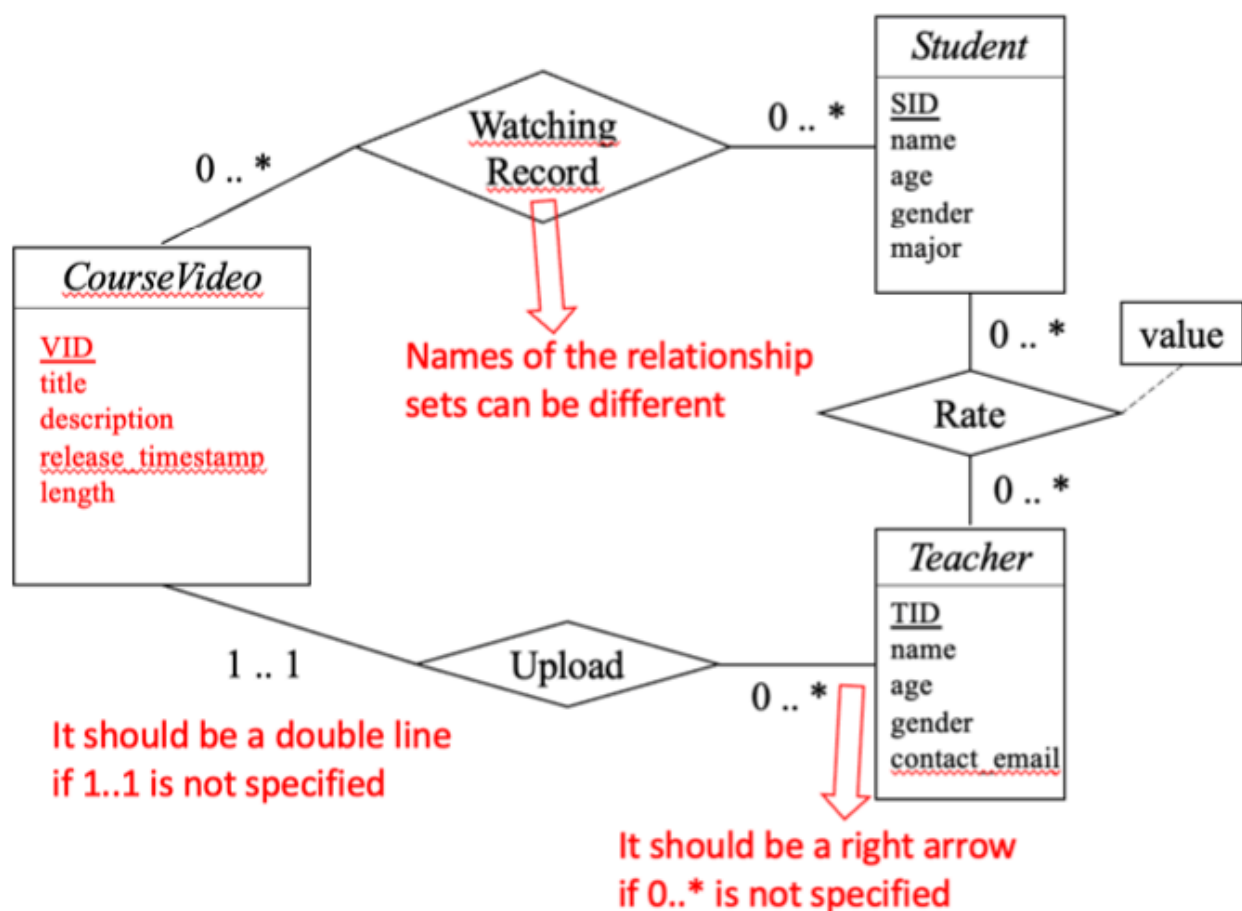 Student
SID
name
age
gender
major
Watching
Record
0 .. *
0 .. *
CourseVideo
VID
title
description
release_timestamp
length
Names of the relationship
sets can be different
0 .. *
value
Rate
0 .. *
Teacher
TID
name
age
gender
contact_email
1 .. 1
Upload
0 .. *
It should be a double line
if 1..1 is not specified
It should be a right arrow
if 0..* is not specified